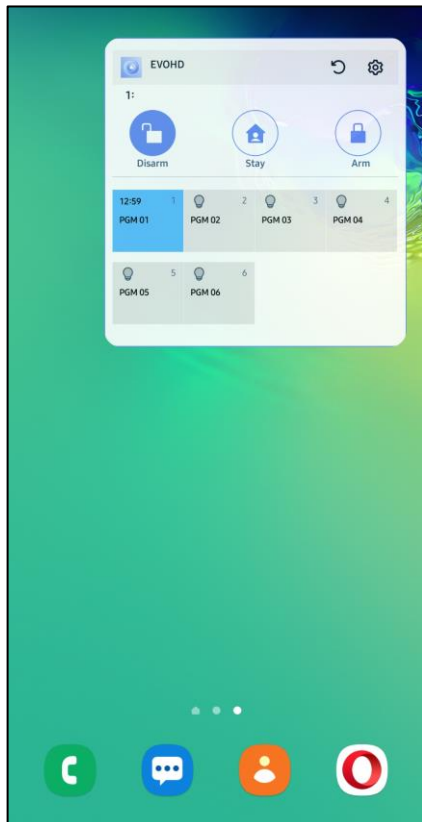 EVOHD
1:
Disarm Stay Arm
12:59 1 2 3 4
PGM 01 PGM 02 PGM 03 PGM 04
5 6
PGM 05 PGM 06